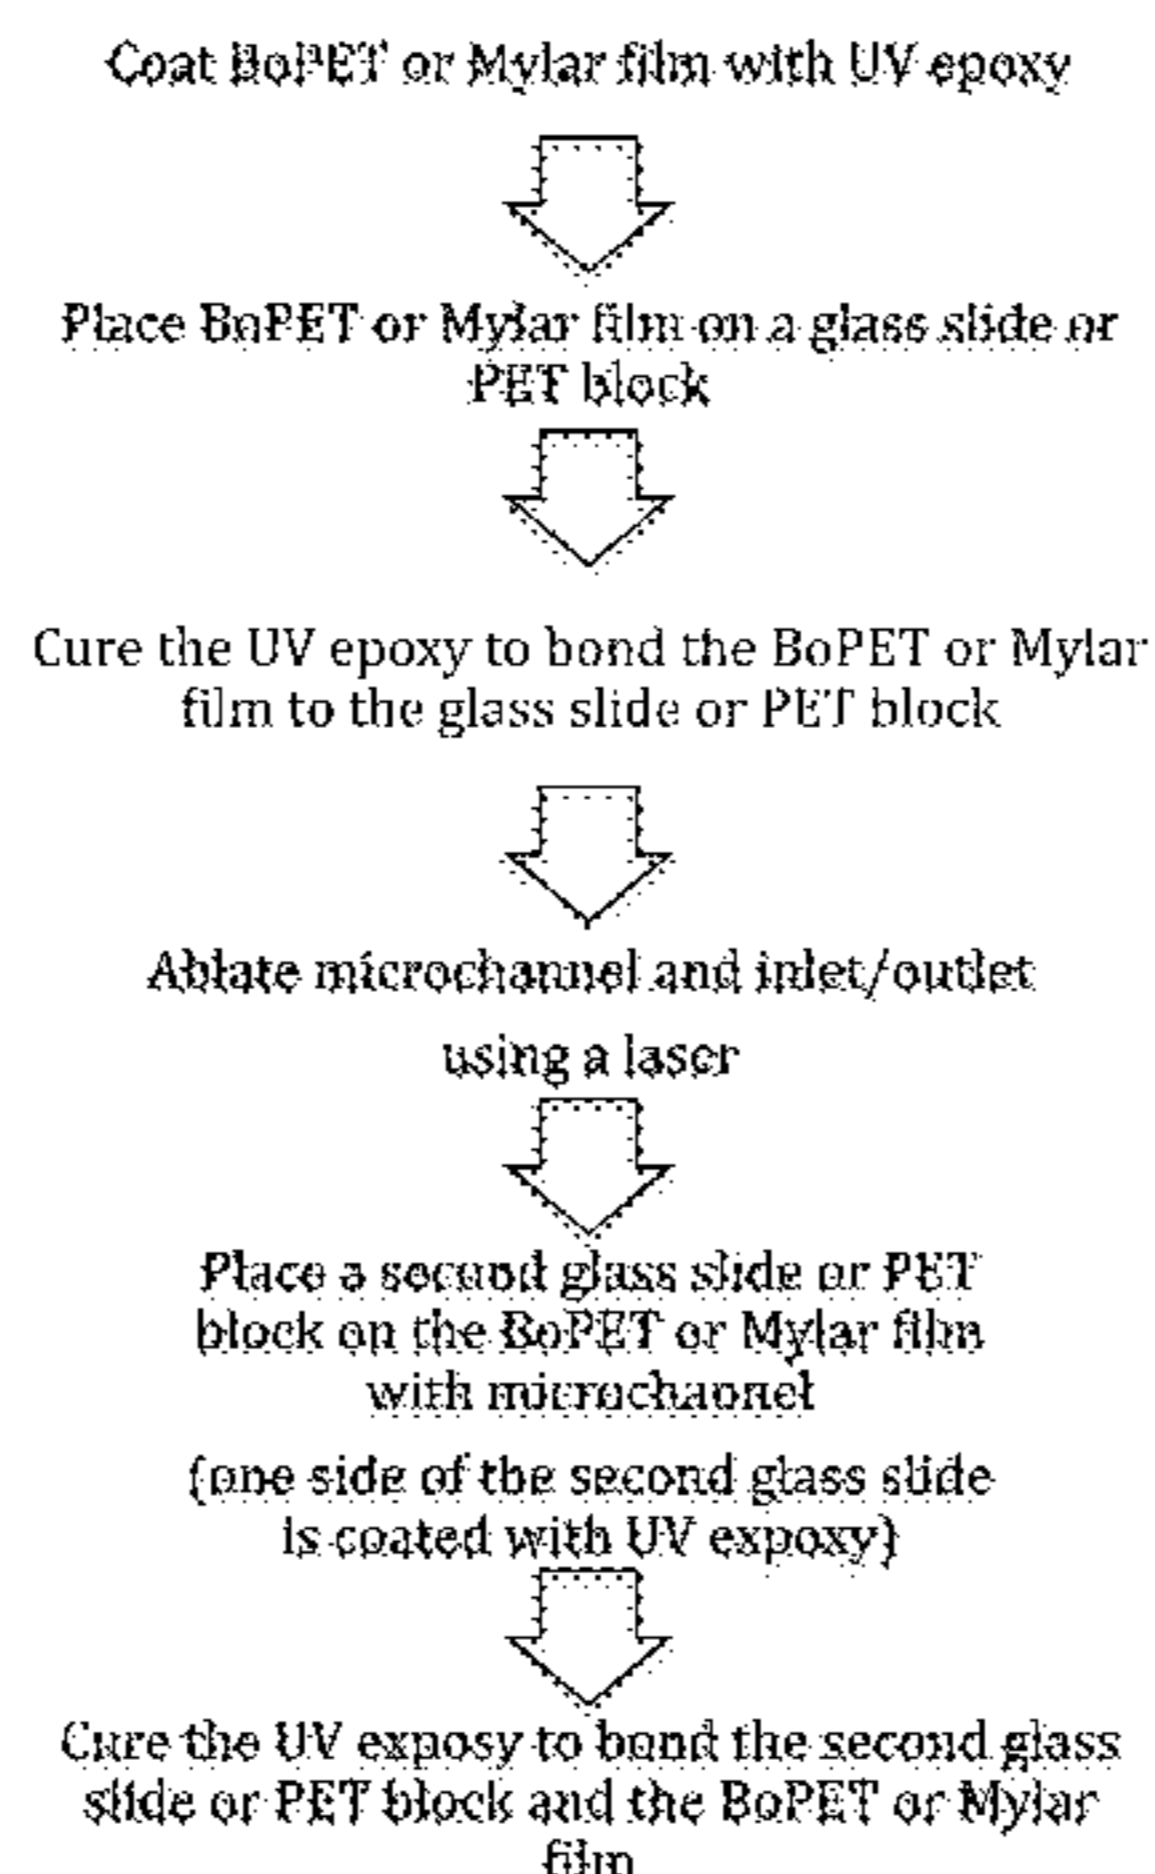 Coat BoPET or Mylar film with UV epoxy
Place BoPET or Mylar film on a glass slide or
PET block
Cure the UV epoxy to bond the BoPET or Mylar
film to the glass slide or PET block
Ablate microchannel and inlet/outlet
using a laser
Place a second glass slide or PET
block on the BoPET or Mylar film
with microchannel
(one side of the second glass slide
is coated with UV expoxy)
Cure the UV exposy to bond the second glass
slide or PET block and the BoPET or Mylar
film